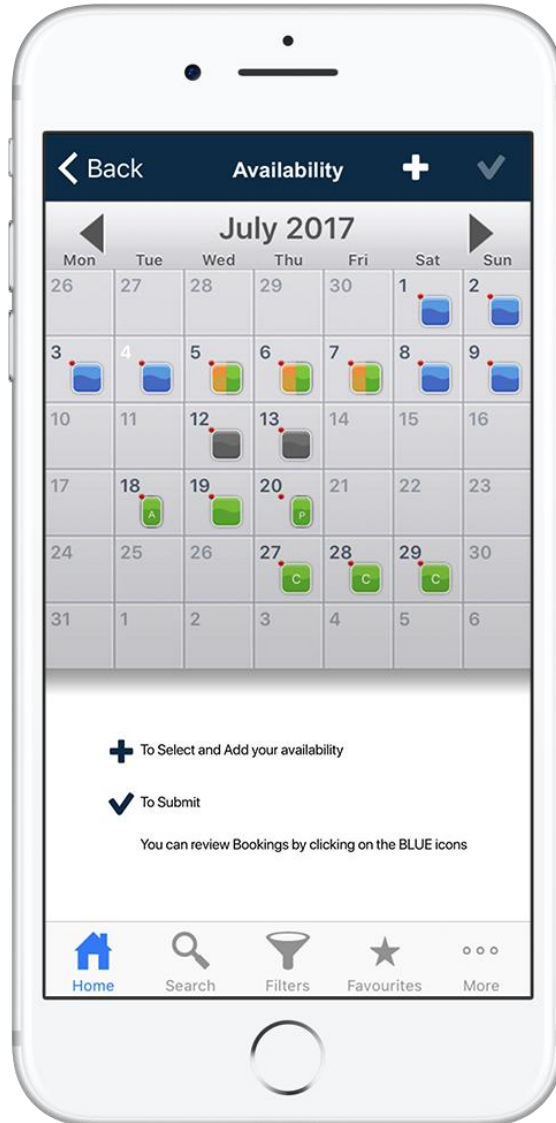 Back Availability
July 2017
Mon Tue Wed Thu Fri Sat Sun
26 27 28 29 30 1 2
3 4 5 6 7 8 9
10 11 12 13 14 15 16
17 18 19 20 21 22 23
A P
24 25 26 27 28 29 30
C C C
31 1 2 3 4 5 6
To Select and Add your availability
To Submit
You can review Bookings by clicking on the BLUE icons
Home Search Filters Favourites More